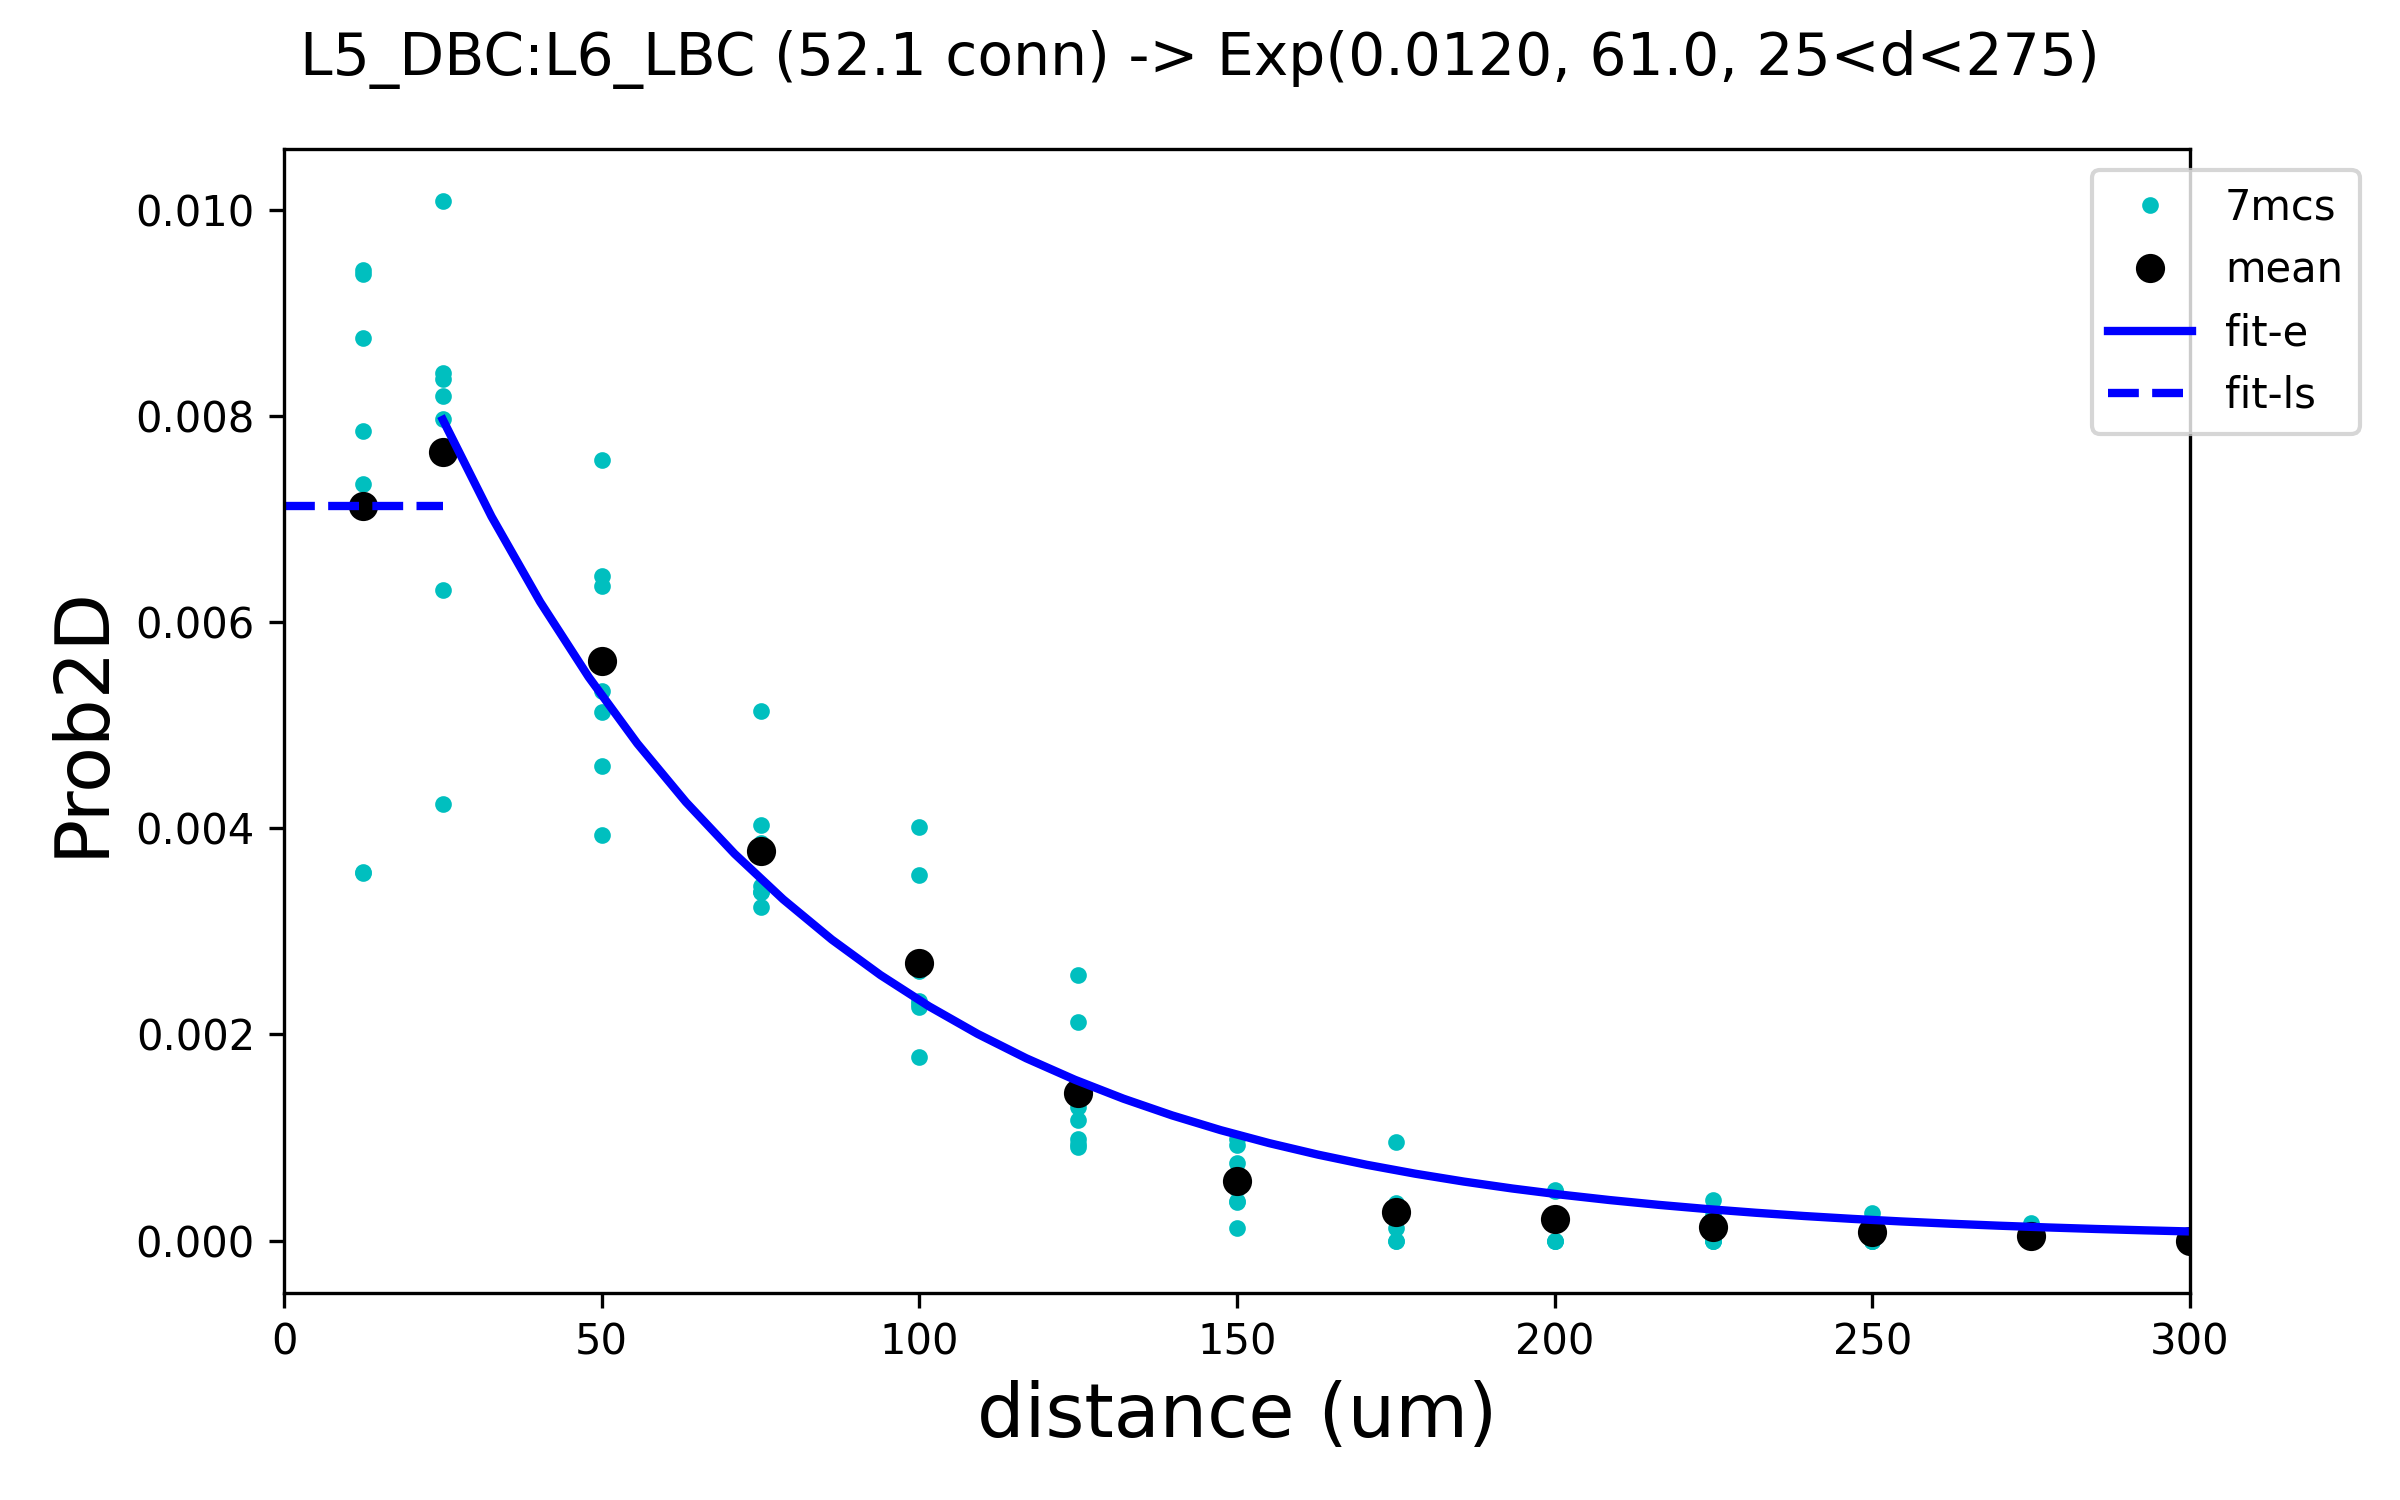 L5_DBC:L6_LBC (52.1 conn) -> Exp(0.0120, 61.0, 25<d<275)
0.010
0.008
0.006
0.004
0.002
0.000
Prob2D
0 50 100 150 200 250 300
distance (um)
7mcs
mean
fit-e
fit-ls